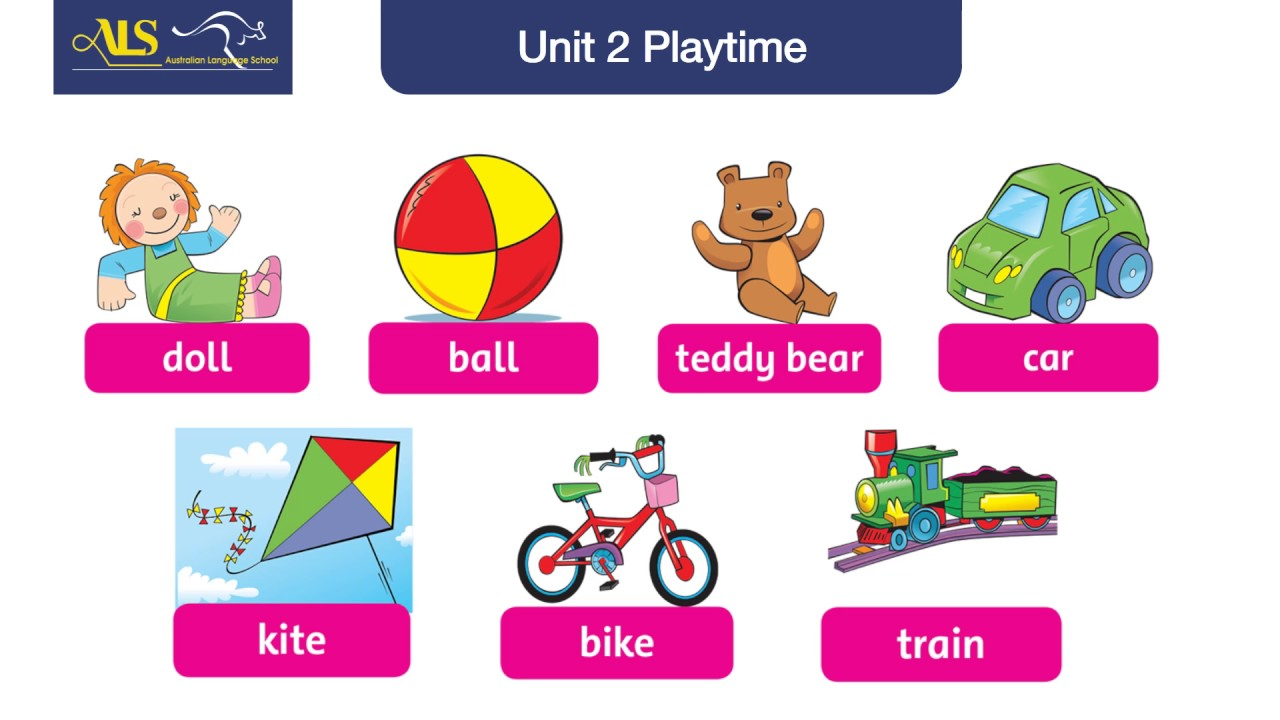 ALS
Australian Language School
Unit 2 Playtime
doll
ball
teddy bear
car
kite
bike
train